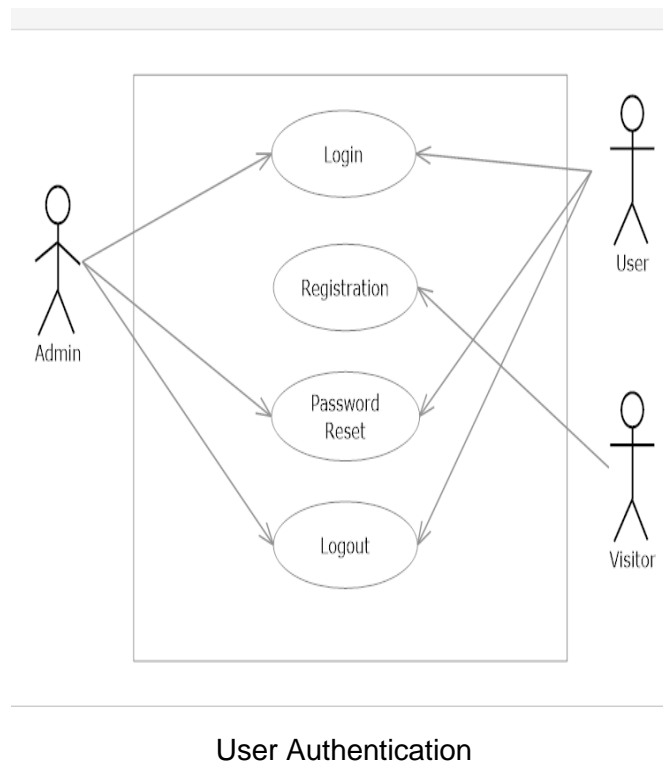 Login
User
Registration
Admin
Password
Reset
Logout
Visitor
User Authentication